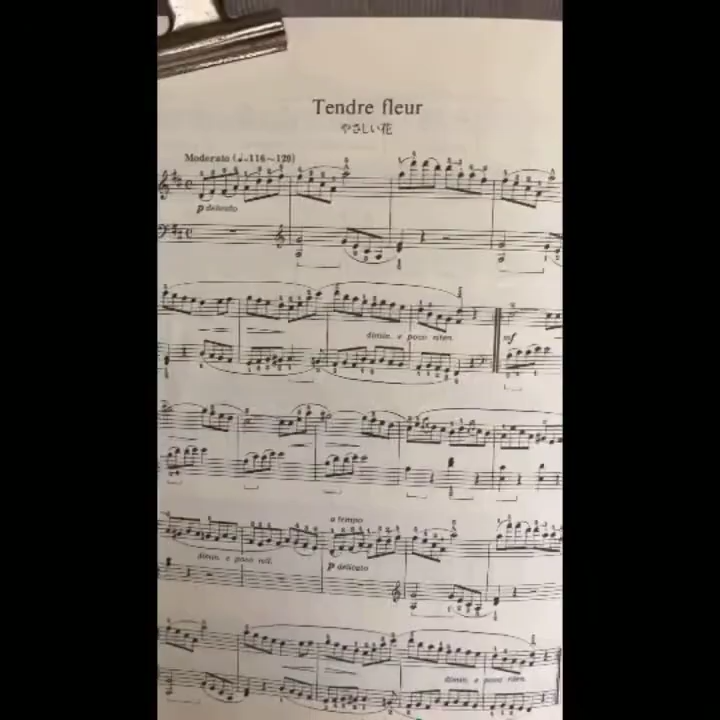 Tendre fleur
やさしい花
Moderato (♩=116~120)
p delicato
dimin. e poco riten.
mf
a tempo
dimin. e poco rall.
p delicato
dimin. e poco riten.